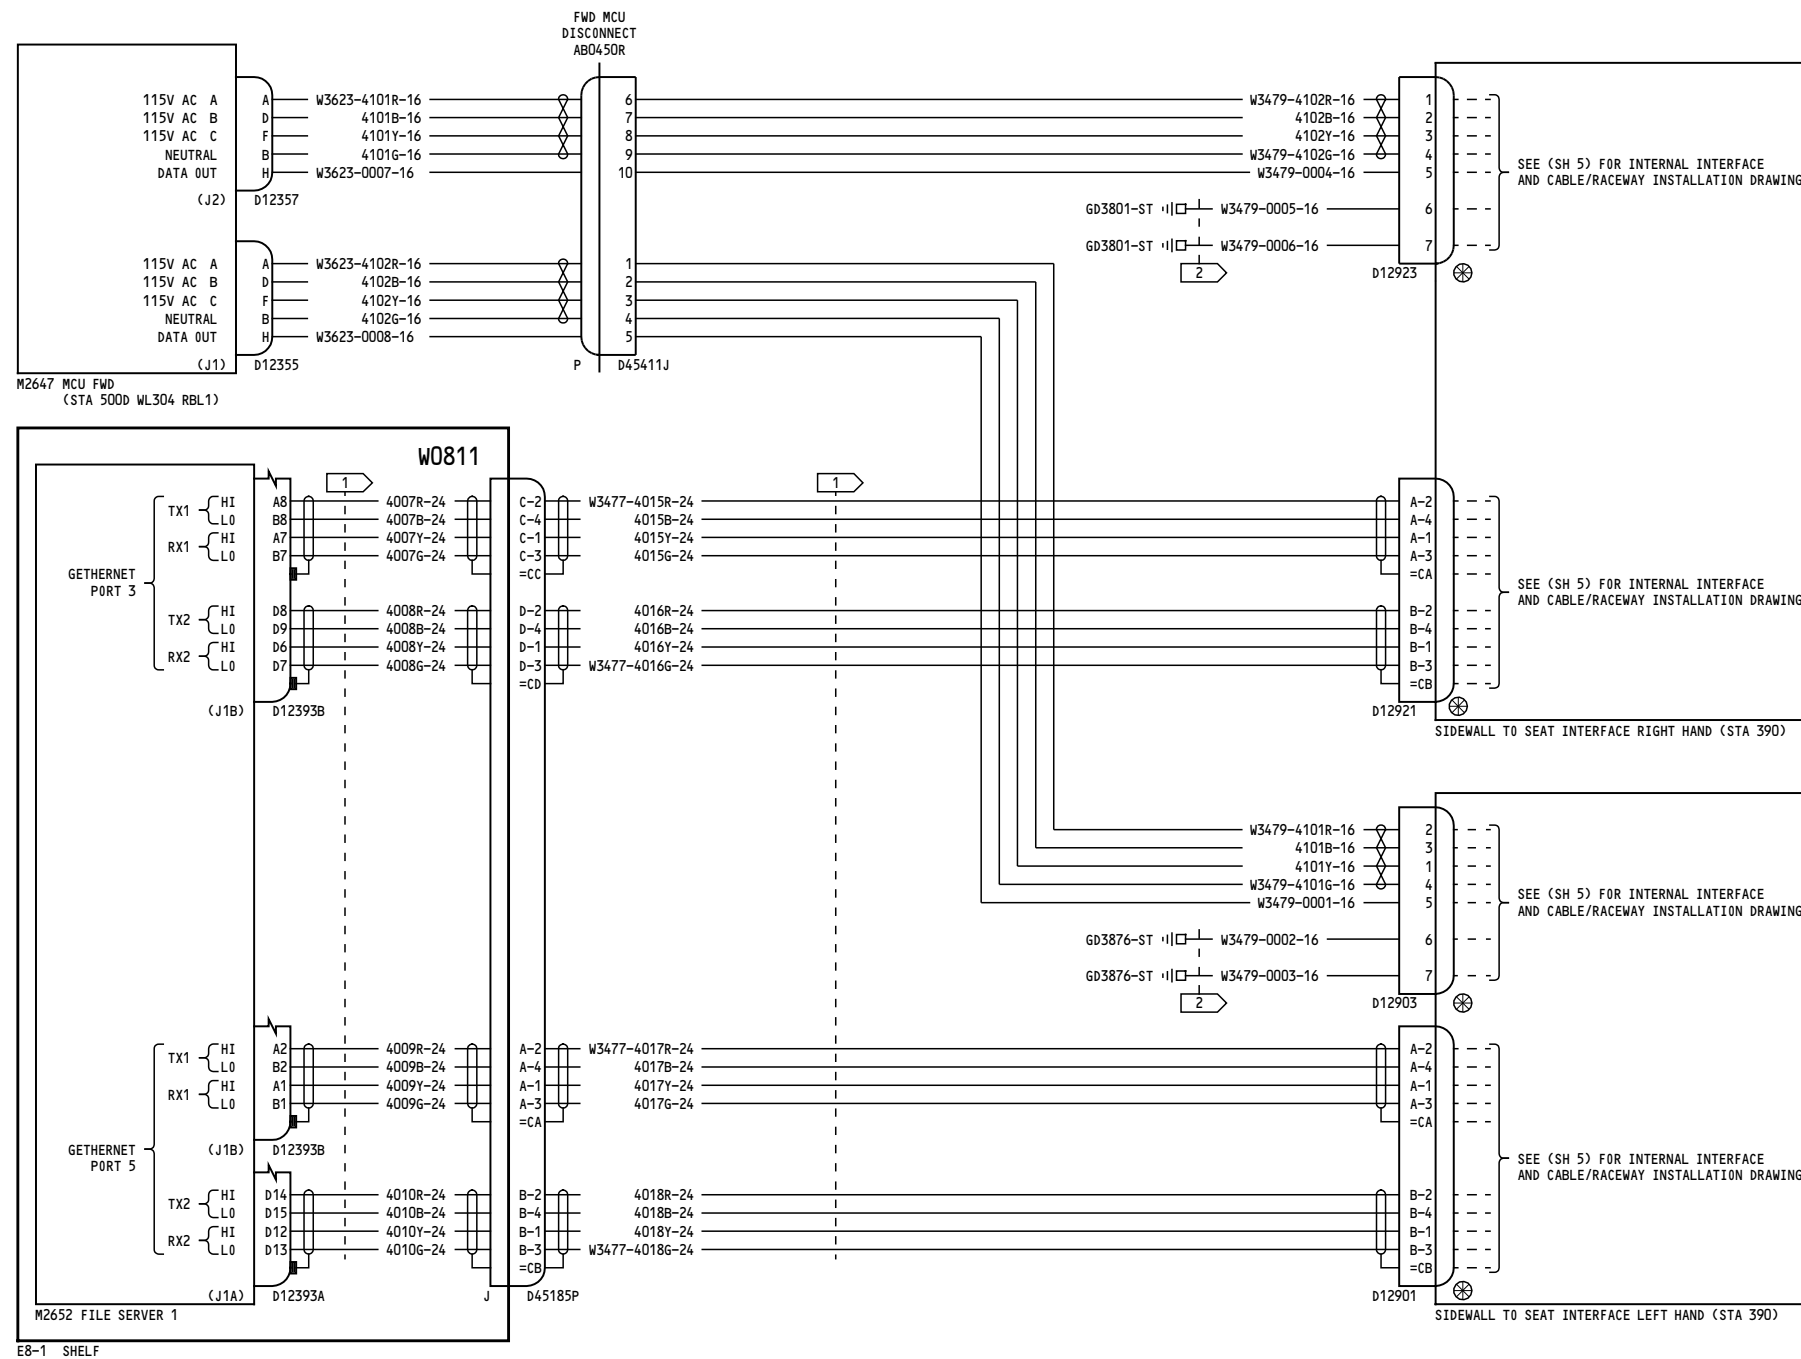 FWD MCU
DISCONNECT
AB0450R
115V AC A A W3623-4101R-16 6 W3479-4102R-16 1
115V AC B D 4101B-16 7 4102B-16 2
115V AC C F 4101Y-16 8 4102Y-16 3
NEUTRAL B 4101G-16 9 W3479-4102G-16 4
DATA OUT H W3623-0007-16 10 W3479-0004-16 5
SEE (SH 5) FOR INTERNAL INTERFACE
AND CABLE/RACEWAY INSTALLATION DRAWING
(J2) D12357
GD3801-ST W3479-0005-16 6
GD3801-ST W3479-0006-16 7
2 D12923
115V AC A A W3623-4102R-16 1
115V AC B D 4102B-16 2
115V AC C F 4102Y-16 3
NEUTRAL B 4102G-16 4
DATA OUT H W3623-0008-16 5
(J1) D12355 P D45411J
M2647 MCU FWD
(STA 500D WL304 RBL1)
W0811
1 1
TX1 HI A8 4007R-24 C-2 W3477-4015R-24 A-2
LO B8 4007B-24 C-4 4015B-24 A-4
RX1 HI A7 4007Y-24 C-1 4015Y-24 A-1
LO B7 4007G-24 C-3 4015G-24 A-3
=CC =CA
GETHERNET
PORT 3
SEE (SH 5) FOR INTERNAL INTERFACE
AND CABLE/RACEWAY INSTALLATION DRAWING
TX2 HI D8 4008R-24 D-2 4016R-24 B-2
LO D9 4008B-24 D-4 4016B-24 B-4
RX2 HI D6 4008Y-24 D-1 4016Y-24 B-1
LO D7 4008G-24 D-3 W3477-4016G-24 B-3
=CD =CB
(J1B) D12393B D12921
SIDEWALL TO SEAT INTERFACE RIGHT HAND (STA 390)
W3479-4101R-16 2
4101B-16 3
4101Y-16 1
W3479-4101G-16 4
W3479-0001-16 5
SEE (SH 5) FOR INTERNAL INTERFACE
AND CABLE/RACEWAY INSTALLATION DRAWING
GD3876-ST W3479-0002-16 6
GD3876-ST W3479-0003-16 7
2 D12903
TX1 HI A2 4009R-24 A-2 W3477-4017R-24 A-2
LO B2 4009B-24 A-4 4017B-24 A-4
RX1 HI A1 4009Y-24 A-1 4017Y-24 A-1
LO B1 4009G-24 A-3 4017G-24 A-3
=CA =CA
(J1B) D12393B
GETHERNET
PORT 5
SEE (SH 5) FOR INTERNAL INTERFACE
AND CABLE/RACEWAY INSTALLATION DRAWING
TX2 HI D14 4010R-24 B-2 4018R-24 B-2
LO D15 4010B-24 B-4 4018B-24 B-4
RX2 HI D12 4010Y-24 B-1 4018Y-24 B-1
LO D13 4010G-24 B-3 W3477-4018G-24 B-3
=CB =CB
(J1A) D12393A J D45185P D12901
M2652 FILE SERVER 1
SIDEWALL TO SEAT INTERFACE LEFT HAND (STA 390)
E8-1 SHELF